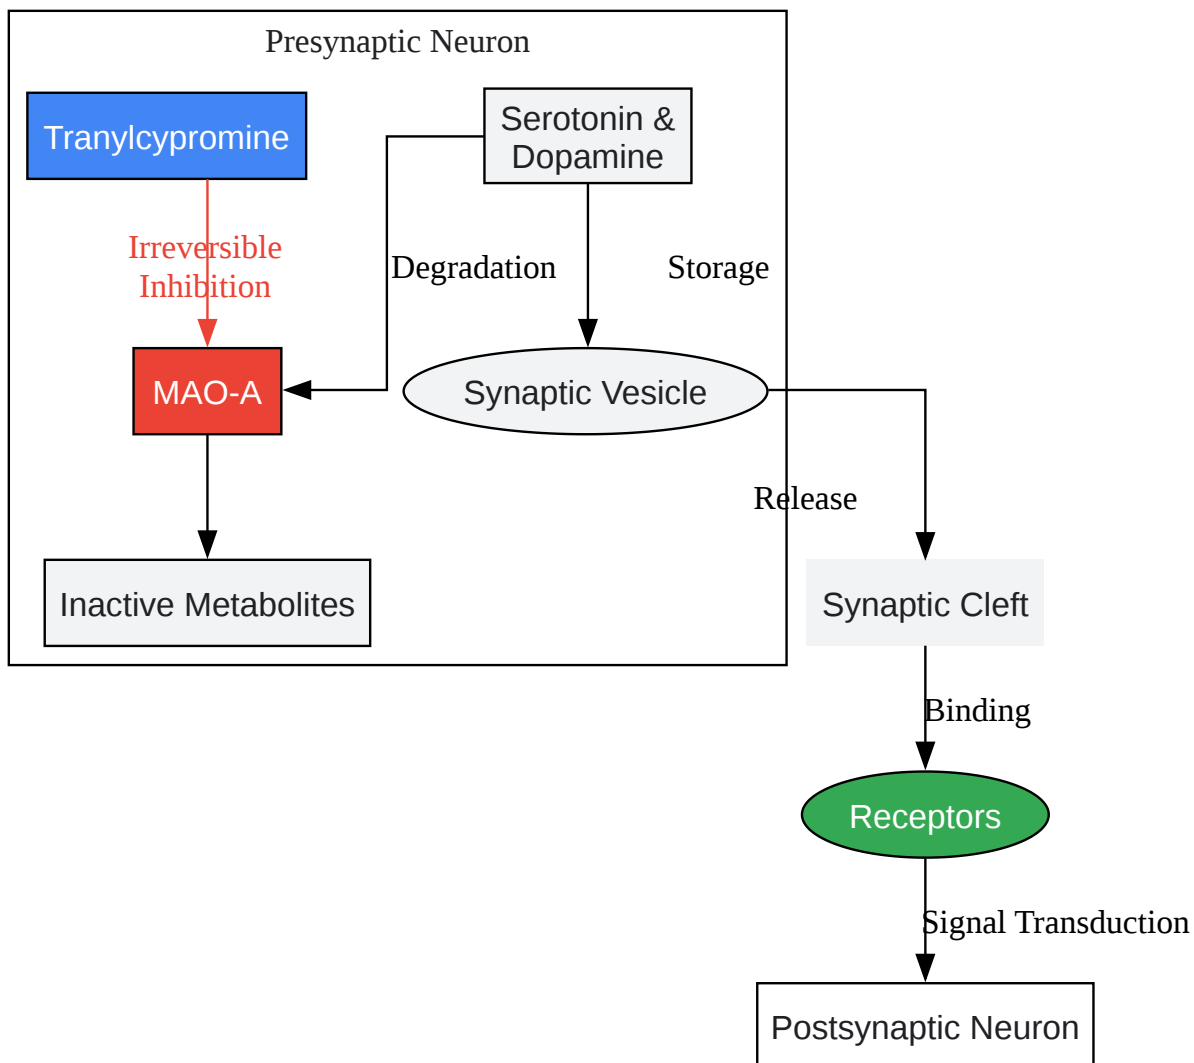 Presynaptic Neuron
Tranylcypromine
Serotonin &
Dopamine
Irreversible
Inhibition
Degradation
Storage
MAO-A
Synaptic Vesicle
Release
Inactive Metabolites
Synaptic Cleft
Binding
Receptors
Signal Transduction
Postsynaptic Neuron